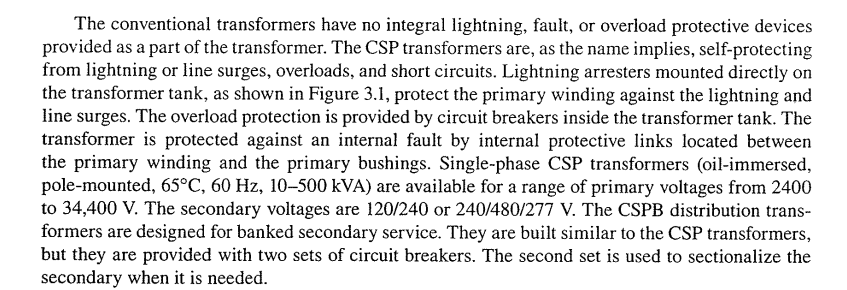 The conventional transformers have no integral lightning, fault, or overload protective devices
provided as a part of the transformer. The CSP transformers are, as the name implies, self-protecting
from lightning or line surges, overloads, and short circuits. Lightning arresters mounted directly on
the transformer tank, as shown in Figure 3.1, protect the primary winding against the lightning and
line surges. The overload protection is provided by circuit breakers inside the transformer tank. The
transformer is protected against an internal fault by internal protective links located between
the primary winding and the primary bushings. Single-phase CSP transformers (oil-immersed,
pole-mounted, 65°C, 60 Hz, 10–500 kVA) are available for a range of primary voltages from 2400
to 34,400 V. The secondary voltages are 120/240 or 240/480/277 V. The CSPB distribution trans-
formers are designed for banked secondary service. They are built similar to the CSP transformers,
but they are provided with two sets of circuit breakers. The second set is used to sectionalize the
secondary when it is needed.